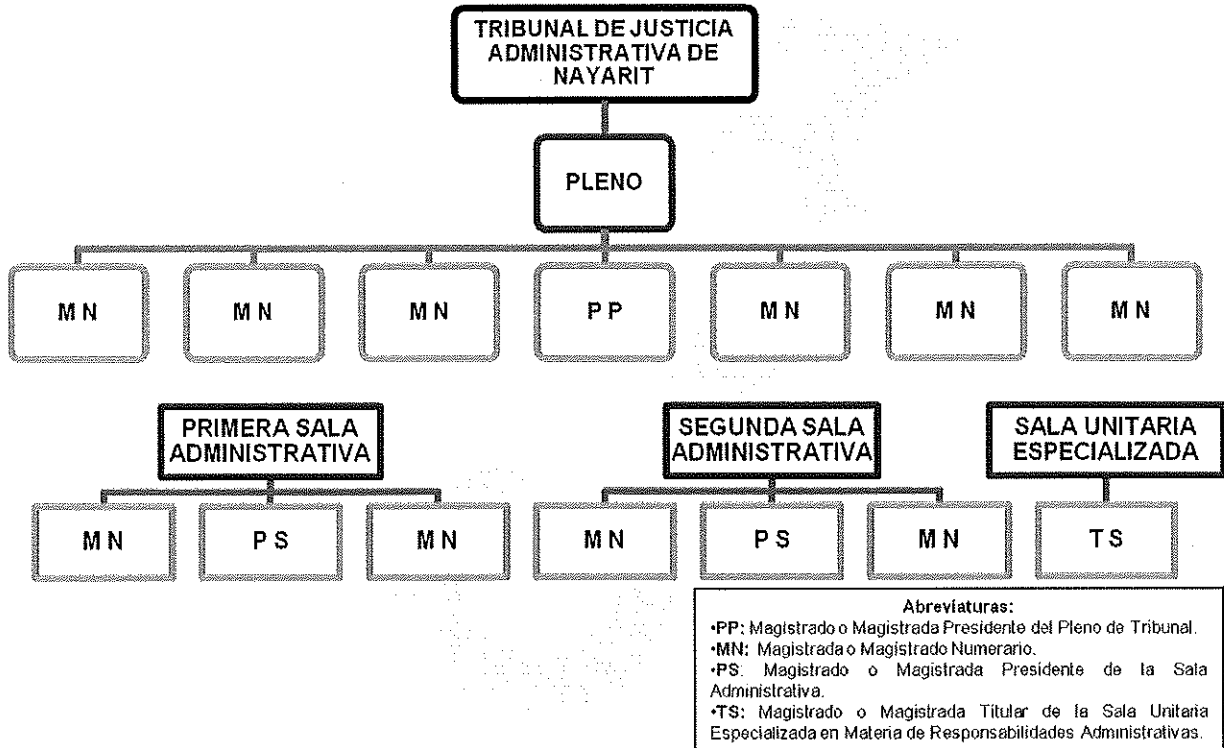 TRIBUNAL DE JUSTICIA
ADMINISTRATIVA DE
NAYARIT
PLENO
M N
M N
M N
P P
M N
M N
M N
PRIMERA SALA
ADMINISTRATIVA
SEGUNDA SALA
ADMINISTRATIVA
SALA UNITARIA
ESPECIALIZADA
M N
P S
M N
M N
P S
M N
T S
Abreviaturas:
•PP: Magistrado o Magistrada Presidente del Pleno de Tribunal.
•MN: Magistrada o Magistrado Numerario.
•PS: Magistrado o Magistrada Presidente de la Sala
Administrativa.
•TS: Magistrado o Magistrada Titular de la Sala Unitaria
Especializada en Materia de Responsabilidades Administrativas.